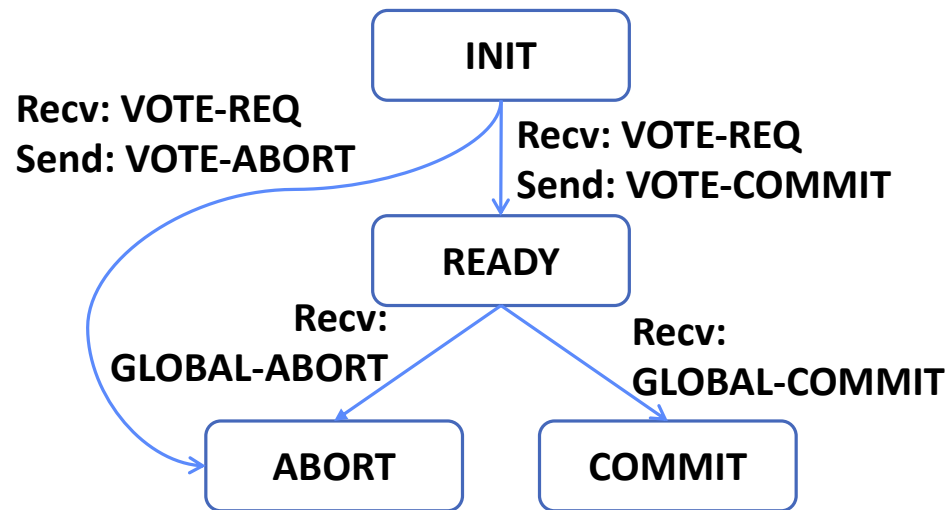 INIT
Recv: VOTE-REQ
Send: VOTE-ABORT
Recv: VOTE-REQ
Send: VOTE-COMMIT
READY
Recv:
GLOBAL-ABORT
Recv:
GLOBAL-COMMIT
ABORT
COMMIT